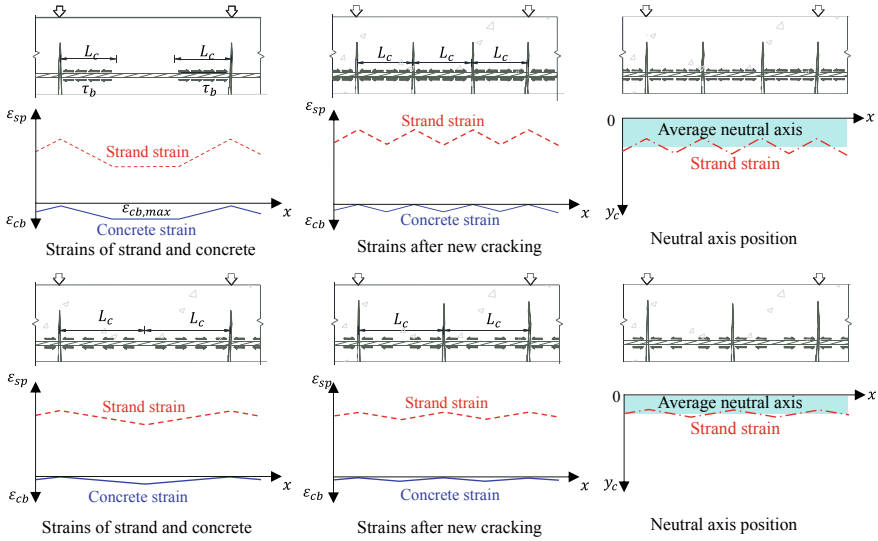 L_c L_c
τ_b τ_b
ε_sp
Strand strain
ε_cb,max x
ε_cb
Concrete strain
Strains of strand and concrete
L_c L_c L_c
ε_sp
Strand strain
x
ε_cb
Concrete strain
Strains after new cracking
0 x
Average neutral axis
Strand strain
y_c
Neutral axis position
L_c L_c
ε_sp
Strand strain
x
ε_cb
Concrete strain
Strains of strand and concrete
L_c L_c
ε_sp
Strand strain
x
ε_cb
Concrete strain
Strains after new cracking
0 x
Average neutral axis
Strand strain
y_c
Neutral axis position